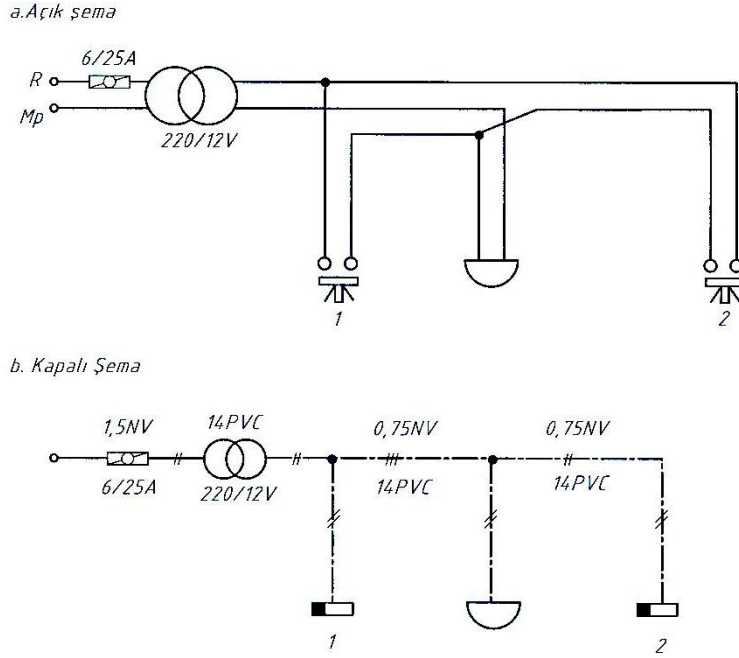 a.Açık şema
6/25A
R
Mp
220/12V
1
2
b. Kapalı Şema
1,5NV
14PVC
0,75NV
0,75NV
6/25A
220/12V
14PVC
14PVC
1
2